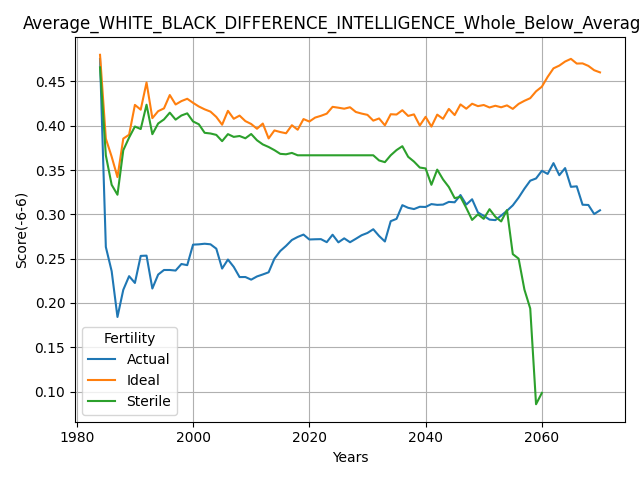 Average_WHITE_BLACK_DIFFERENCE_INTELLIGENCE_Whole_Below_Averag
Score(-6-6)
0.45
0.40
0.35
0.30
0.25
0.20
0.15
0.10
Fertility
Actual
Ideal
Sterile
1980 2000 2020 2040 2060
Years